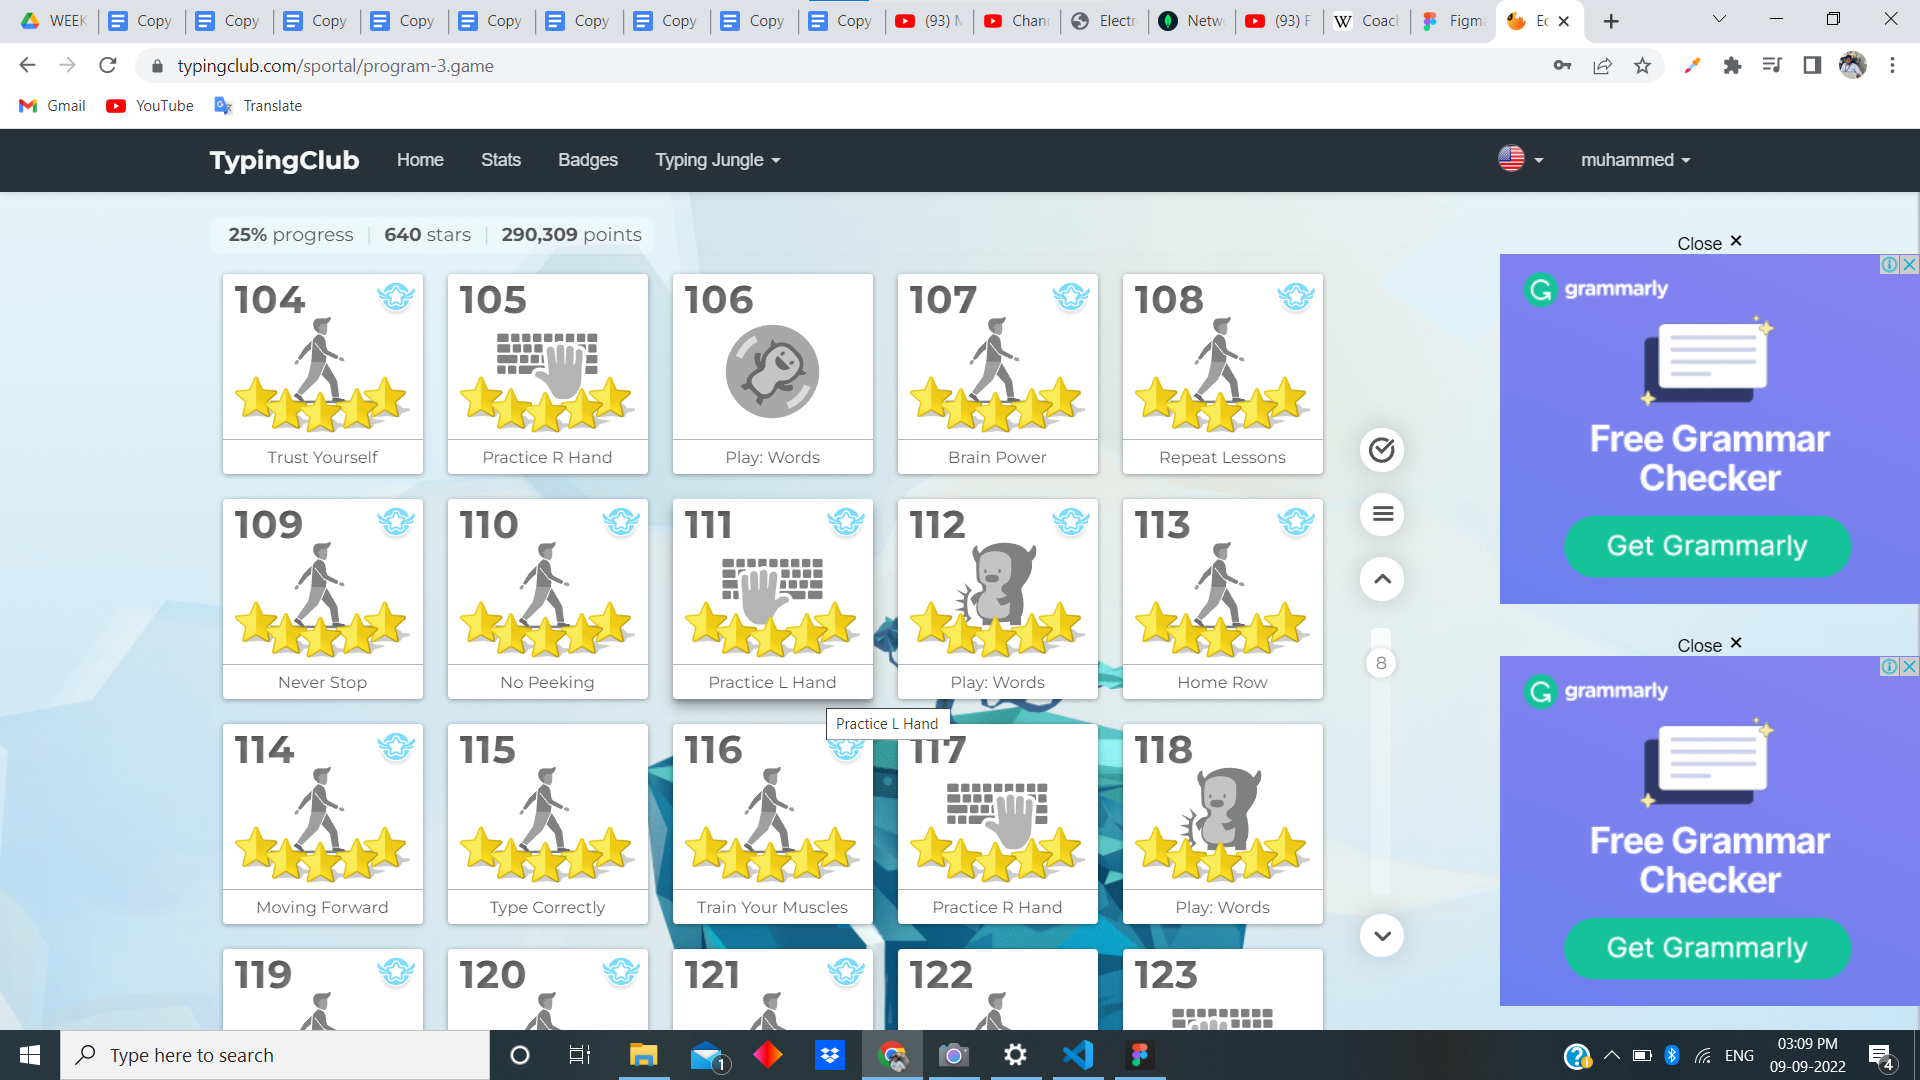 WEEK Copy Copy Copy Copy Copy Copy Copy Copy Copy (93) Chan Electr Netw (93) F Coach Figma Ec
typingclub.com/sportal/program-3.game
Gmail YouTube Translate
TypingClub Home Stats Badges Typing Jungle muhammed
25% progress 640 stars 290,309 points
104 105 106 107 108
Trust Yourself Practice R Hand Play: Words Brain Power Repeat Lessons
109 110 111 112 113
Never Stop No Peeking Practice L Hand Play: Words Home Row
Practice L Hand
114 115 116 117 118
Moving Forward Type Correctly Train Your Muscles Practice R Hand Play: Words
119 120 121 122 123
8
Close
grammarly
Free Grammar
Checker
Get Grammarly
Close
grammarly
Free Grammar
Checker
Get Grammarly
Type here to search
1
ENG
03:09 PM
09-09-2022
4